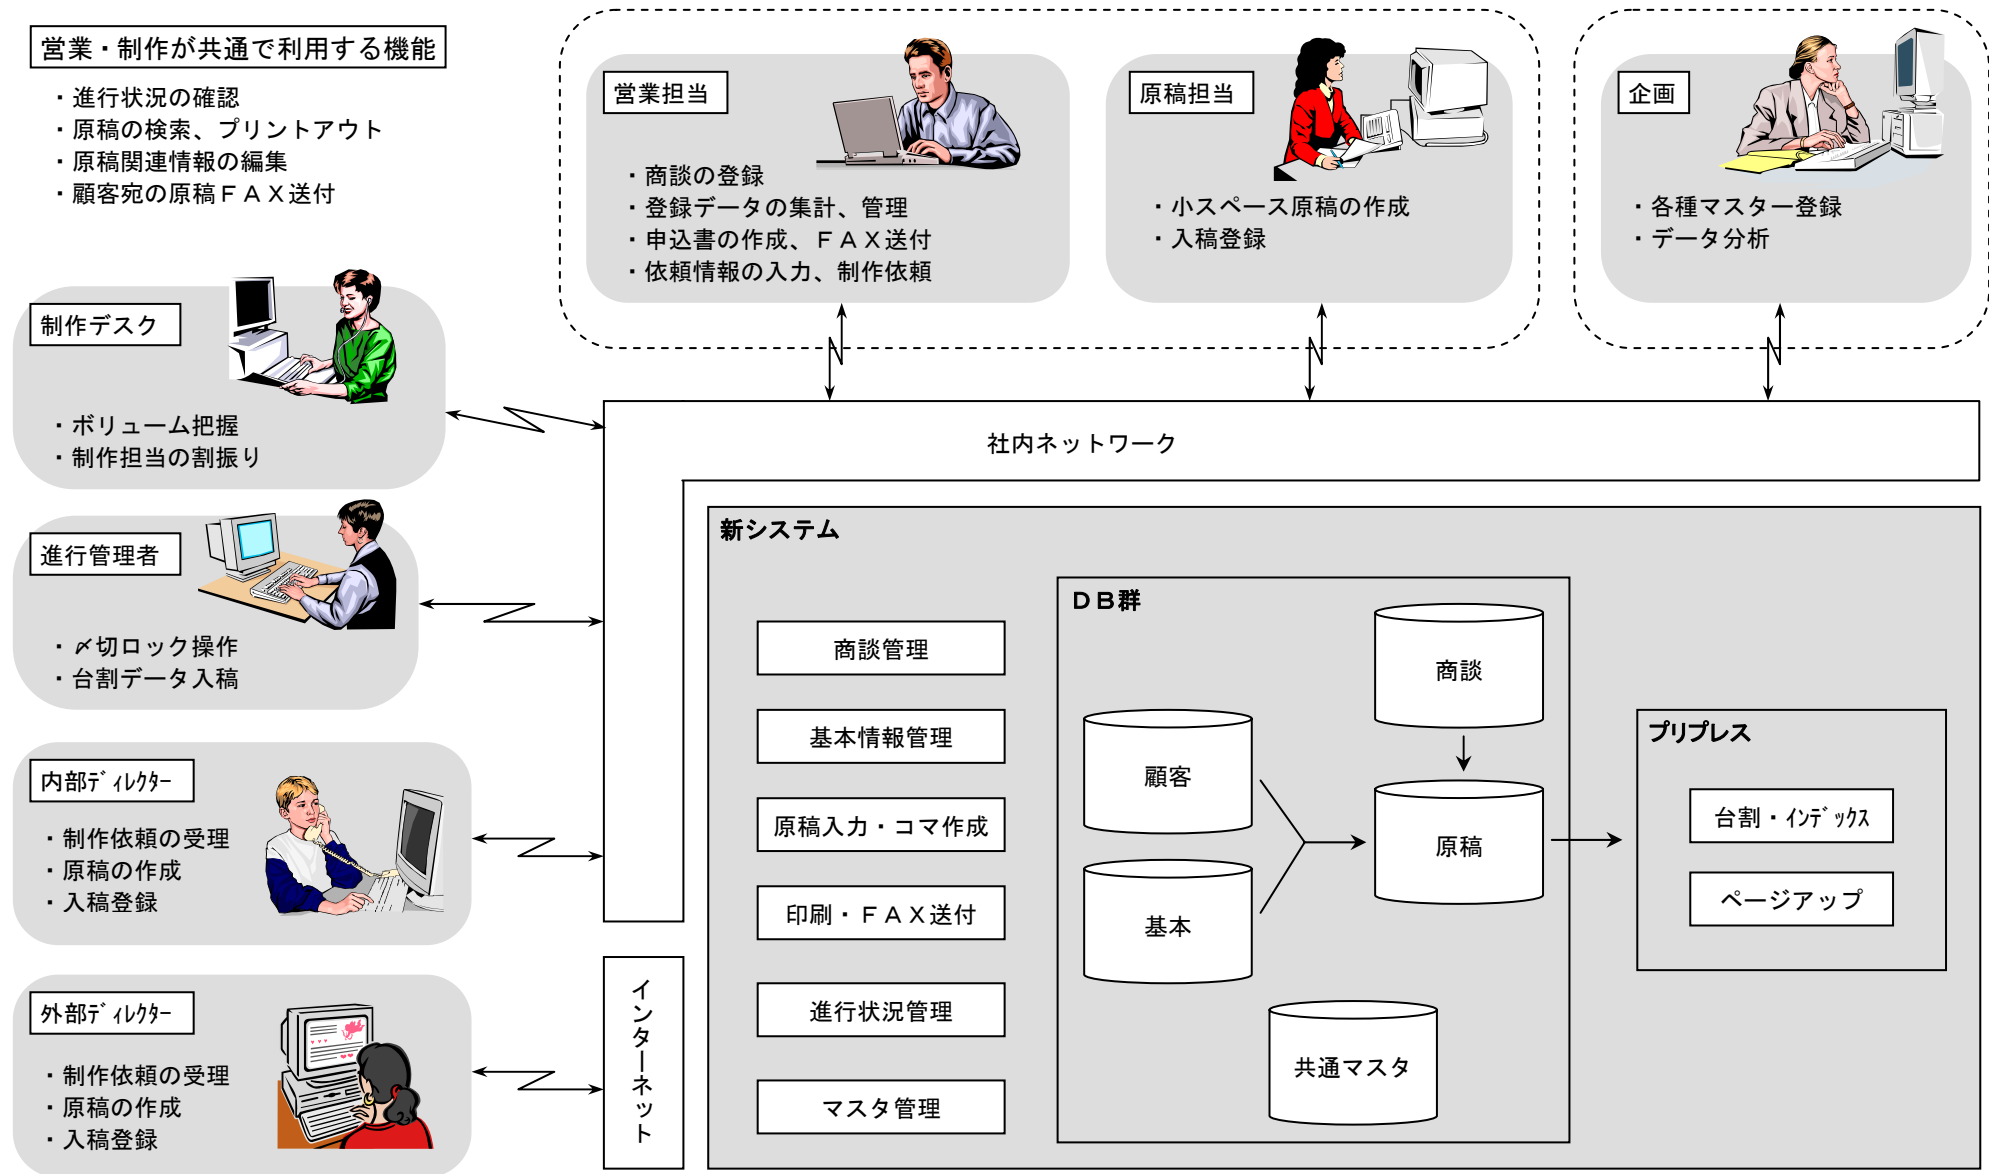 営業・制作が共通で利用する機能
・進行状況の確認
・原稿の検索、プリントアウト
・原稿関連情報の編集
・顧客宛の原稿ＦＡＸ送付
営業担当
・商談の登録
・登録データの集計、管理
・申込書の作成、ＦＡＸ送付
・依頼情報の入力、制作依頼
原稿担当
・小スペース原稿の作成
・入稿登録
企画
・各種マスター登録
・データ分析
制作デスク
・ボリューム把握
・制作担当の割振り
進行管理者
・〆切ロック操作
・台割データ入稿
内部ﾃﾞｨﾚｸﾀｰ
・制作依頼の受理
・原稿の作成
・入稿登録
外部ﾃﾞｨﾚｸﾀｰ
・制作依頼の受理
・原稿の作成
・入稿登録
社内ネットワーク
インターネット
新システム
商談管理
基本情報管理
原稿入力・コマ作成
印刷・ＦＡＸ送付
進行状況管理
マスタ管理
ＤＢ群
商談
顧客
原稿
基本
共通マスタ
プリプレス
台割・ｲﾝﾃﾞｯｸｽ
ページアップ